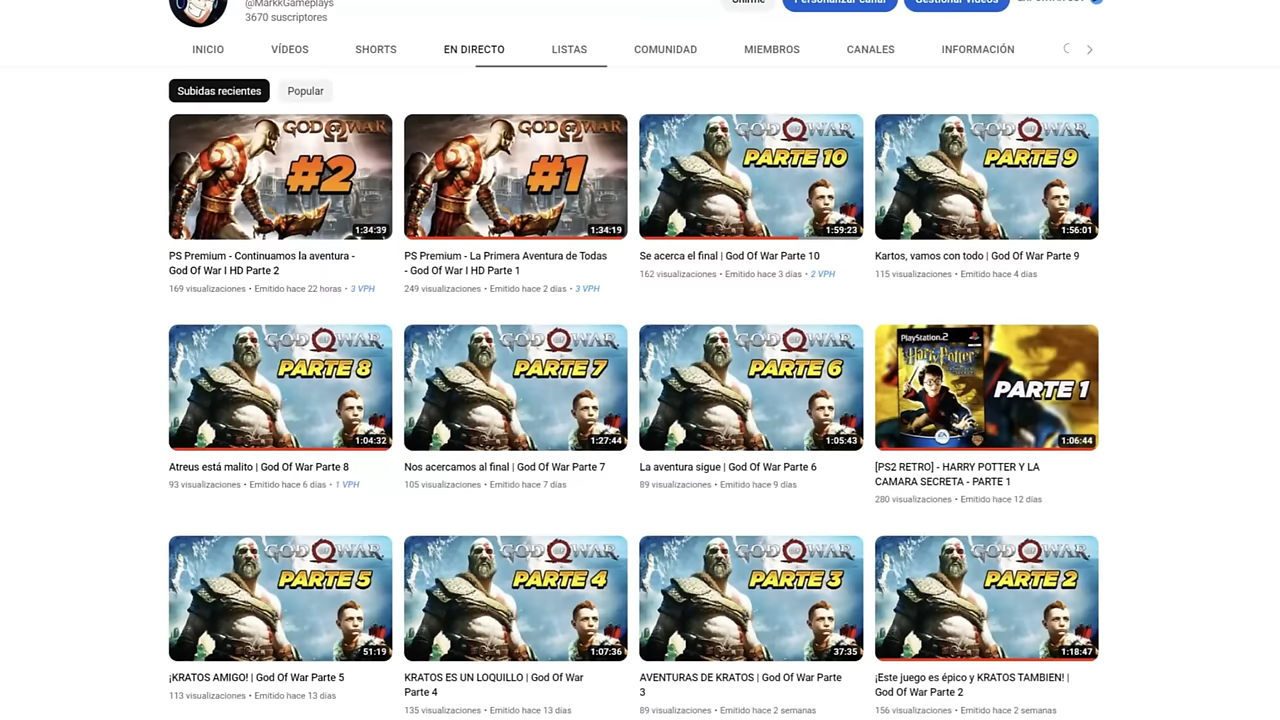 @MarkkGameplays
3670 suscriptores
Unirme
Personalizar canal
Gestionar vídeos
INICIO
VÍDEOS
SHORTS
EN DIRECTO
LISTAS
COMUNIDAD
MIEMBROS
CANALES
INFORMACIÓN
Subidas recientes
Popular
GOD OF WAR
#2
1:34:39
GOD OF WAR
#1
1:34:19
GOD OF WAR
PARTE 10
1:59:23
GOD OF WAR
PARTE 9
1:56:01
PS Premium - Continuamos la aventura -
God Of War I HD Parte 2
169 visualizaciones • Emitido hace 22 horas • 3 VPH
PS Premium - La Primera Aventura de Todas
- God Of War I HD Parte 1
249 visualizaciones • Emitido hace 2 días • 3 VPH
Se acerca el final | God Of War Parte 10
162 visualizaciones • Emitido hace 3 días • 2 VPH
Kartos, vamos con todo | God Of War Parte 9
115 visualizaciones • Emitido hace 4 días
GOD OF WAR
PARTE 8
1:04:32
GOD OF WAR
PARTE 7
1:27:44
GOD OF WAR
PARTE 6
1:05:43
PlayStation 2
Harry Potter
PARTE 1
1:06:44
Atreus está malito | God Of War Parte 8
93 visualizaciones • Emitido hace 6 días • 1 VPH
Nos acercamos al final | God Of War Parte 7
105 visualizaciones • Emitido hace 7 días
La aventura sigue | God Of War Parte 6
89 visualizaciones • Emitido hace 9 días
[PS2 RETRO] - HARRY POTTER Y LA
CAMARA SECRETA - PARTE 1
280 visualizaciones • Emitido hace 12 días
GOD OF WAR
PARTE 5
51:19
GOD OF WAR
PARTE 4
1:07:36
GOD OF WAR
PARTE 3
37:35
GOD OF WAR
PARTE 2
1:18:47
¡KRATOS AMIGO! | God Of War Parte 5
113 visualizaciones • Emitido hace 13 días
KRATOS ES UN LOQUILLO | God Of War
Parte 4
135 visualizaciones • Emitido hace 13 días
AVENTURAS DE KRATOS | God Of War Parte
3
89 visualizaciones • Emitido hace 2 semanas
¡Este juego es épico y KRATOS TAMBIEN! |
God Of War Parte 2
156 visualizaciones • Emitido hace 2 semanas